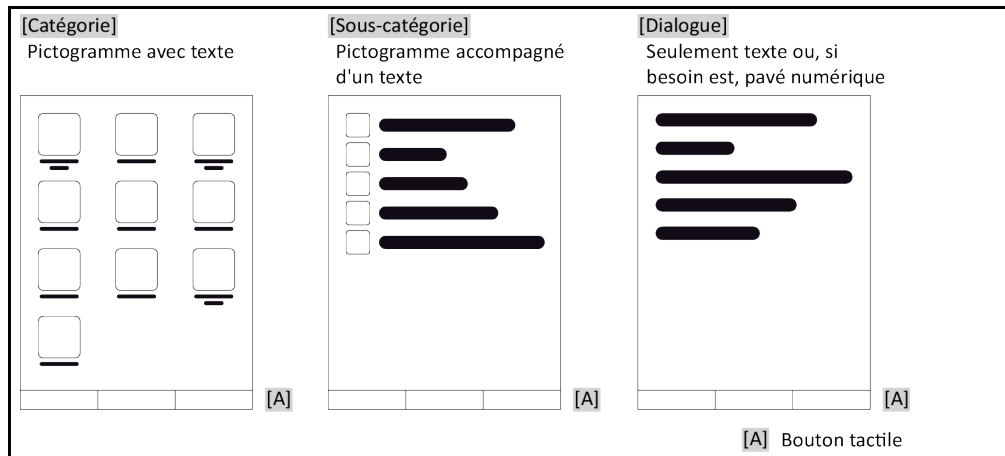 [Catégorie]
Pictogramme avec texte
[Sous-catégorie]
Pictogramme accompagné
d'un texte
[Dialogue]
Seulement texte ou, si
besoin est, pavé numérique
[A]
[A]
[A]
[A] Bouton tactile